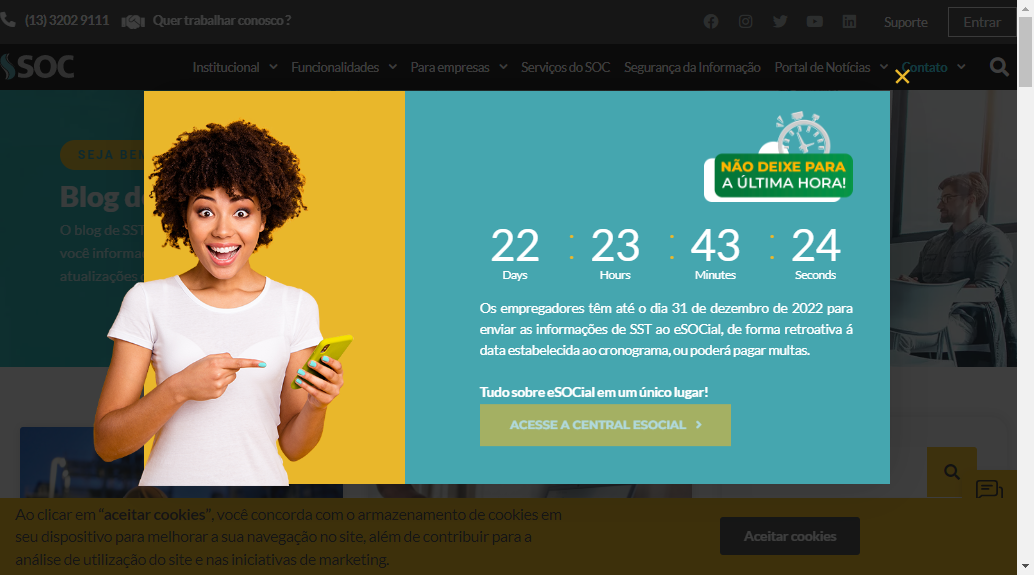 (13) 3202 9111 Quer trabalhar conosco ?
Suporte Entrar
SOC
Institucional Funcionalidades Para empresas Serviços do SOC Segurança da Informação Portal de Notícias Contato
SEJA BEM
Blog d
O blog de SST
você informa
atualizações
NÃO DEIXE PARA
A ÚLTIMA HORA!
22 : 23 : 43 : 24
Days Hours Minutes Seconds
Os empregadores têm até o dia 31 de dezembro de 2022 para
enviar as informações de SST ao eSOCial, de forma retroativa á
data estabelecida ao cronograma, ou poderá pagar multas.
Tudo sobre eSOCial em um único lugar!
ACESSE A CENTRAL ESOCIAL
Ao clicar em “aceitar cookies”, você concorda com o armazenamento de cookies em
seu dispositivo para melhorar a sua navegação no site, além de contribuir para a
análise de utilização do site e nas iniciativas de marketing.
Aceitar cookies